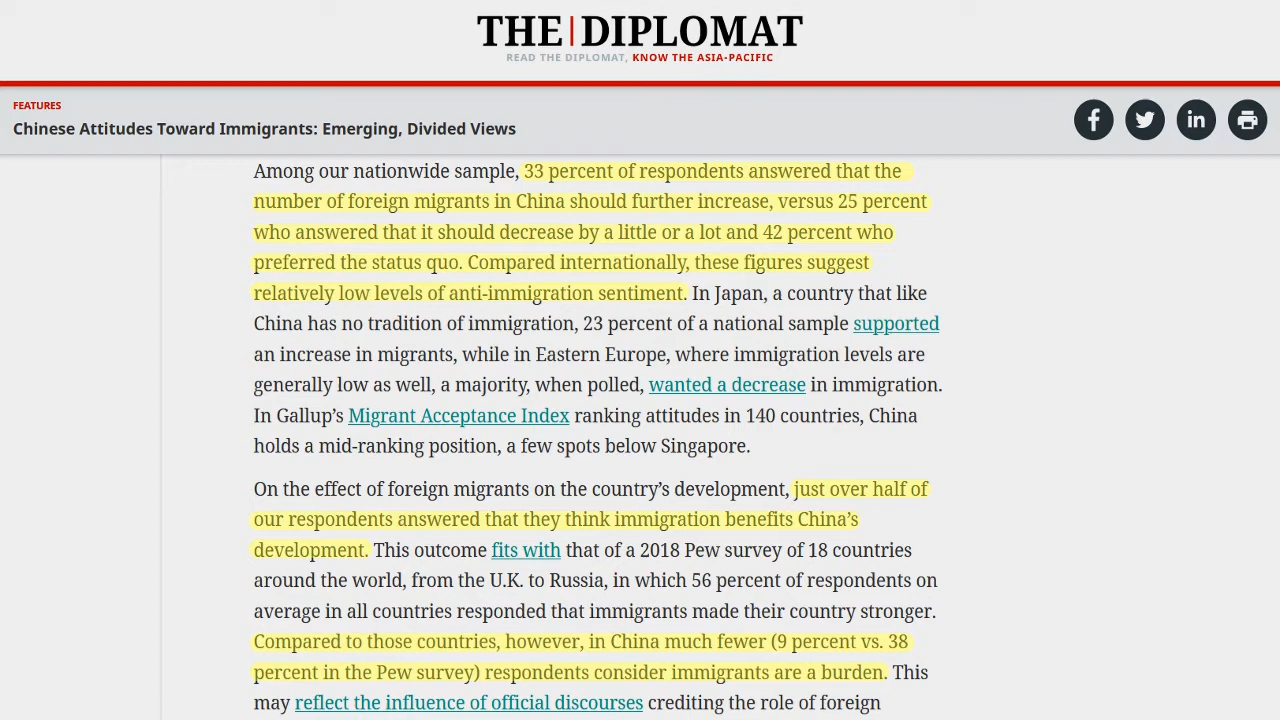 THE|DIPLOMAT
READ THE DIPLOMAT, KNOW THE ASIA-PACIFIC
FEATURES
Chinese Attitudes Toward Immigrants: Emerging, Divided Views
Among our nationwide sample, 33 percent of respondents answered that the
number of foreign migrants in China should further increase, versus 25 percent
who answered that it should decrease by a little or a lot and 42 percent who
preferred the status quo. Compared internationally, these figures suggest
relatively low levels of anti-immigration sentiment. In Japan, a country that like
China has no tradition of immigration, 23 percent of a national sample supported
an increase in migrants, while in Eastern Europe, where immigration levels are
generally low as well, a majority, when polled, wanted a decrease in immigration.
In Gallup’s Migrant Acceptance Index ranking attitudes in 140 countries, China
holds a mid-ranking position, a few spots below Singapore.
On the effect of foreign migrants on the country’s development, just over half of
our respondents answered that they think immigration benefits China’s
development. This outcome fits with that of a 2018 Pew survey of 18 countries
around the world, from the U.K. to Russia, in which 56 percent of respondents on
average in all countries responded that immigrants made their country stronger.
Compared to those countries, however, in China much fewer (9 percent vs. 38
percent in the Pew survey) respondents consider immigrants are a burden. This
may reflect the influence of official discourses crediting the role of foreign